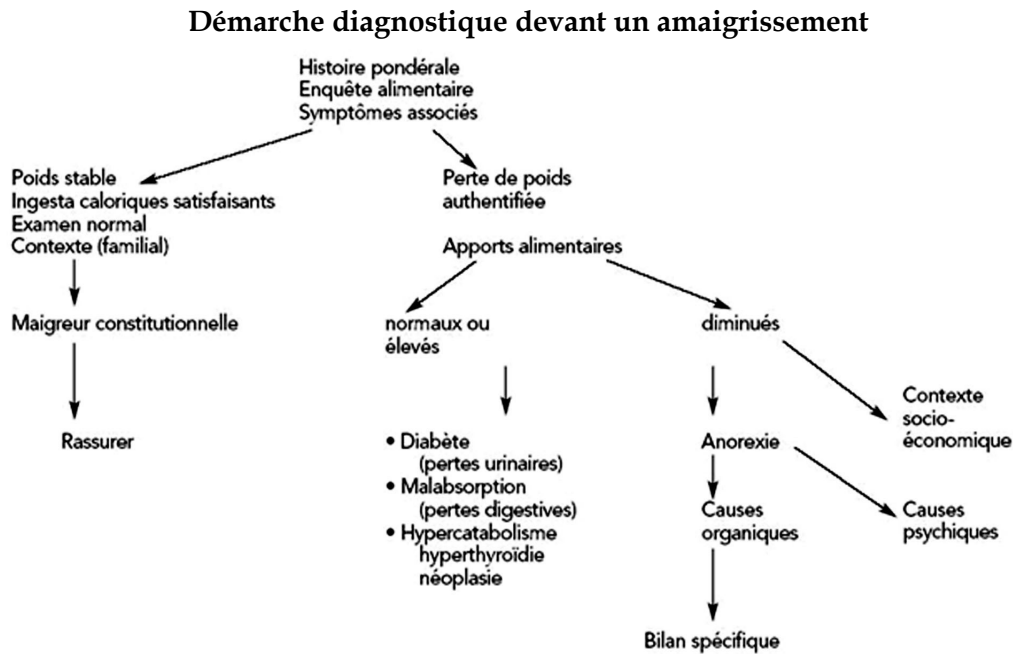 Démarche diagnostique devant un amaigrissement
Histoire pondérale
Enquête alimentaire
Symptômes associés
Poids stable
Ingesta caloriques satisfaisants
Examen normal
Contexte (familial)
Perte de poids
authentifiée
Apports alimentaires
Maigreur constitutionnelle
normaux ou
élevés
diminués
Rassurer
• Diabète
(pertes urinaires)
• Malabsorption
(pertes digestives)
• Hypercatabolisme
hyperthyroïdie
néoplasie
Anorexie
Contexte
socio-
économique
Causes
organiques
Causes
psychiques
Bilan spécifique